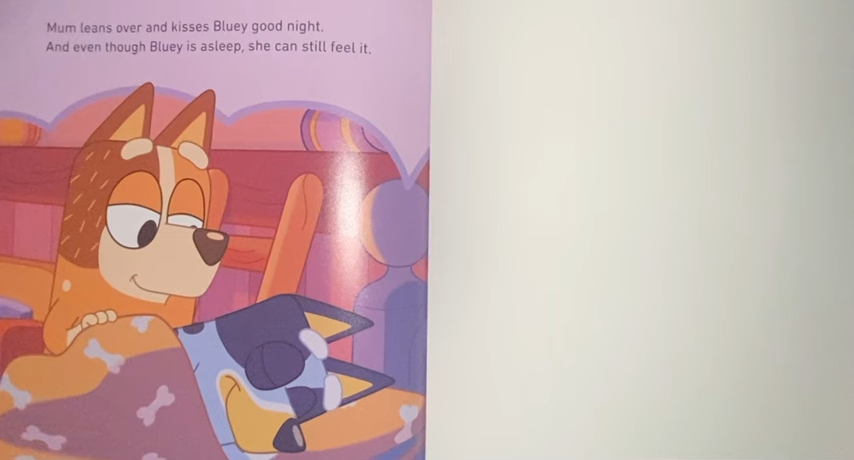 Mum leans over and kisses Bluey good night.
And even though Bluey is asleep, she can still feel it.